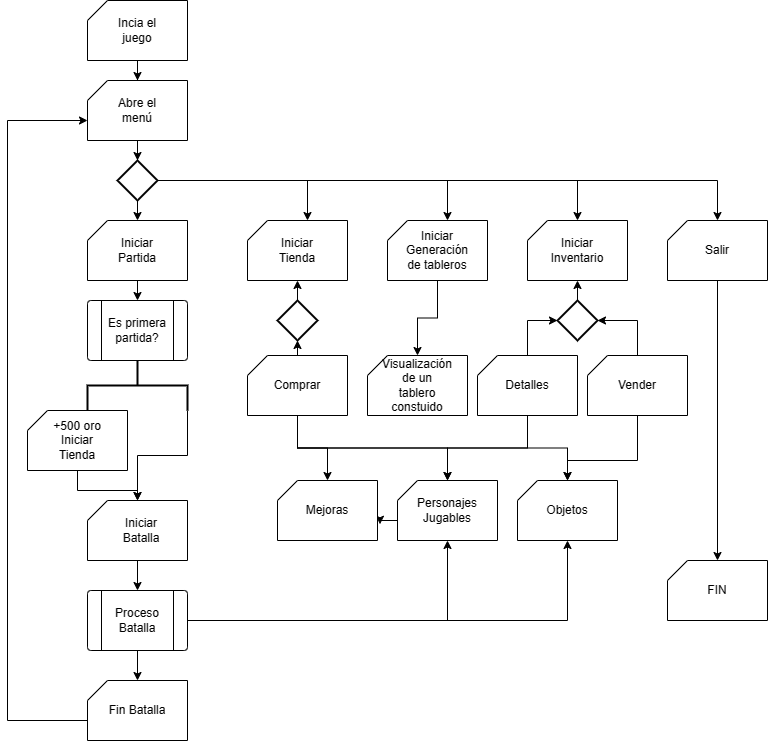 Incia el
juego
Abre el
menú
Iniciar
Partida
Iniciar
Tienda
Iniciar
Generación
de tableros
Iniciar
Inventario
Salir
Es primera
partida?
Comprar
Visualización
de un
tablero
constuido
Detalles
Vender
+500 oro
Iniciar
Tienda
Mejoras
Personajes
Jugables
Objetos
Iniciar
Batalla
FIN
Proceso
Batalla
Fin Batalla